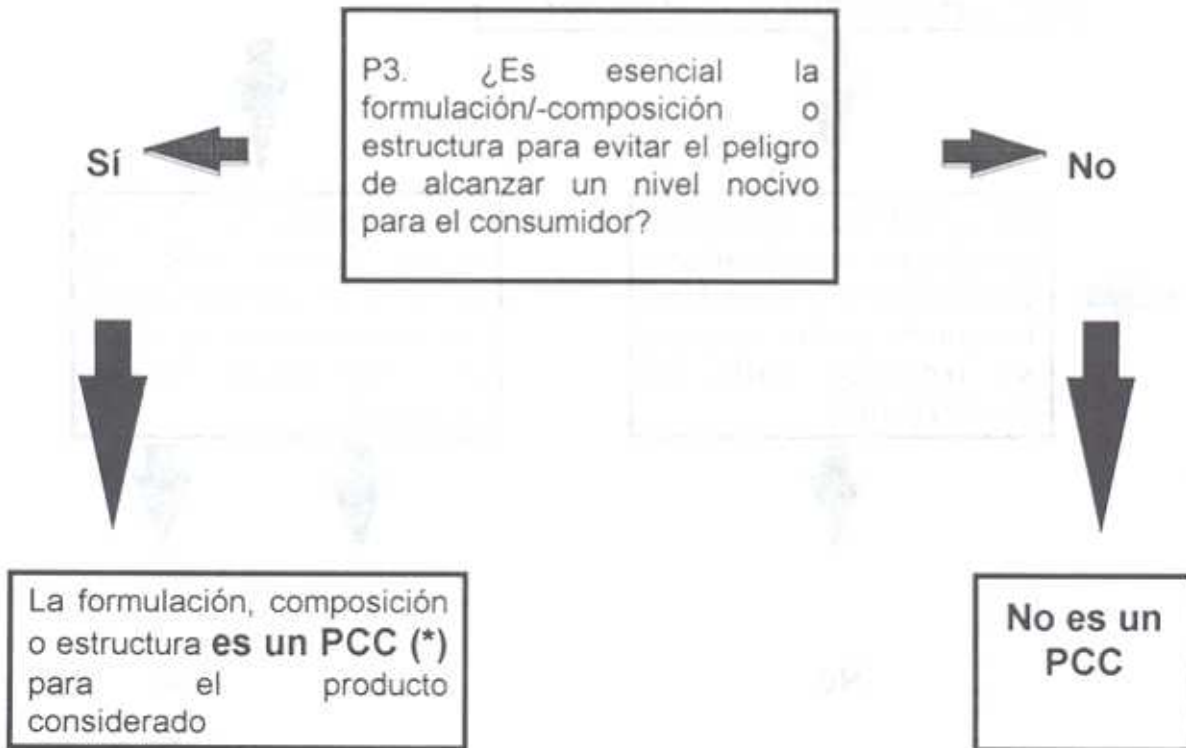 P3. ¿Es esencial la
formulación/-composición o
estructura para evitar el peligro
de alcanzar un nivel nocivo
para el consumidor?
Sí
No
La formulación, composición
o estructura es un PCC (*)
para el producto
considerado
No es un
PCC